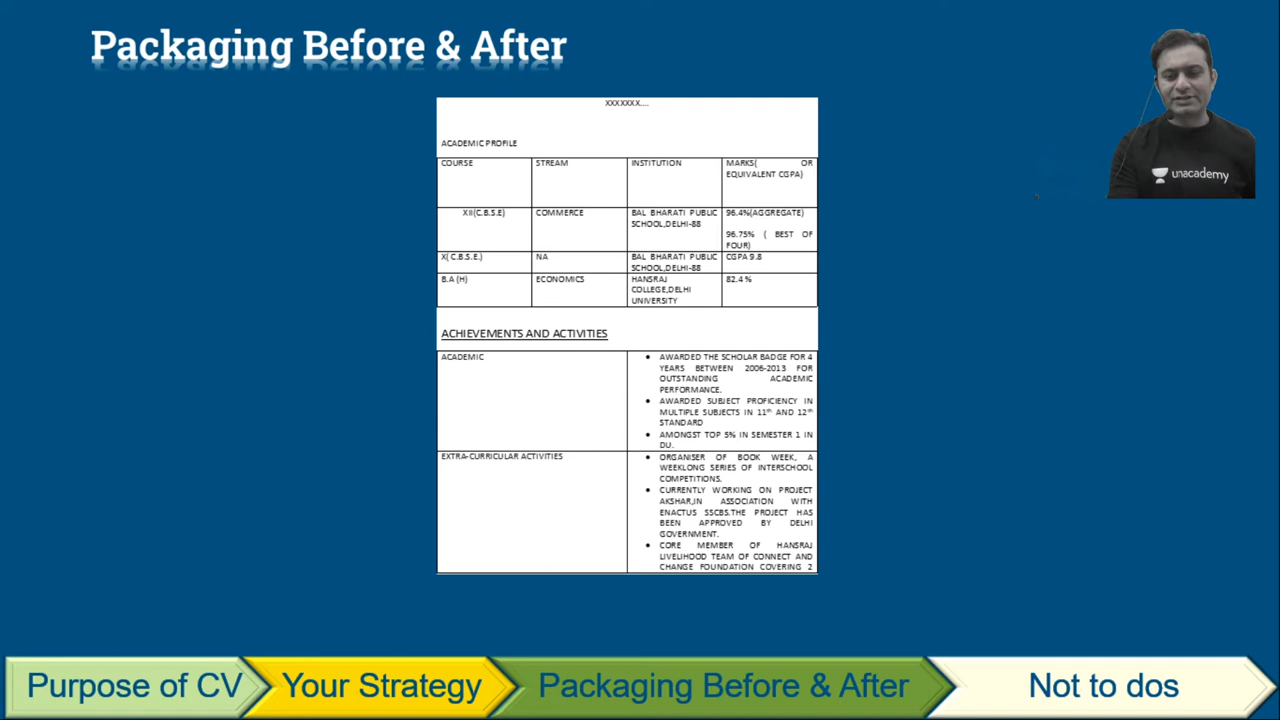 Packaging Before & After
unacademy
XXXXXXX....
ACADEMIC PROFILE
COURSE
STREAM
INSTITUTION
MARKS( OR
EQUIVALENT CGPA)
XII(C.B.S.E)
COMMERCE
BAL BHARATI PUBLIC
SCHOOL,DELHI-88
96.4%(AGGREGATE)
96.75% ( BEST OF
FOUR)
X( C.B.S.E.)
NA
BAL BHARATI PUBLIC
SCHOOL,DELHI-88
CGPA 9.8
B.A (H)
ECONOMICS
HANSRAJ
COLLEGE,DELHI
UNIVERSITY
82.4 %
ACHIEVEMENTS AND ACTIVITIES
ACADEMIC
• AWARDED THE SCHOLAR BADGE FOR 4
YEARS BETWEEN 2006-2013 FOR
OUTSTANDING ACADEMIC
PERFORMANCE.
• AWARDED SUBJECT PROFICIENCY IN
MULTIPLE SUBJECTS IN 11th AND 12th
STANDARD
• AMONGST TOP 5% IN SEMESTER 1 IN
DU.
EXTRA-CURRICULAR ACTIVITIES
• ORGANISER OF BOOK WEEK, A
WEEKLONG SERIES OF INTERSCHOOL
COMPETITIONS.
• CURRENTLY WORKING ON PROJECT
AKSHAR,IN ASSOCIATION WITH
ENACTUS SSCBS.THE PROJECT HAS
BEEN APPROVED BY DELHI
GOVERNMENT.
• CORE MEMBER OF HANSRAJ
LIVELIHOOD TEAM OF CONNECT AND
CHANGE FOUNDATION COVERING 2
Purpose of CV
Your Strategy
Packaging Before & After
Not to dos